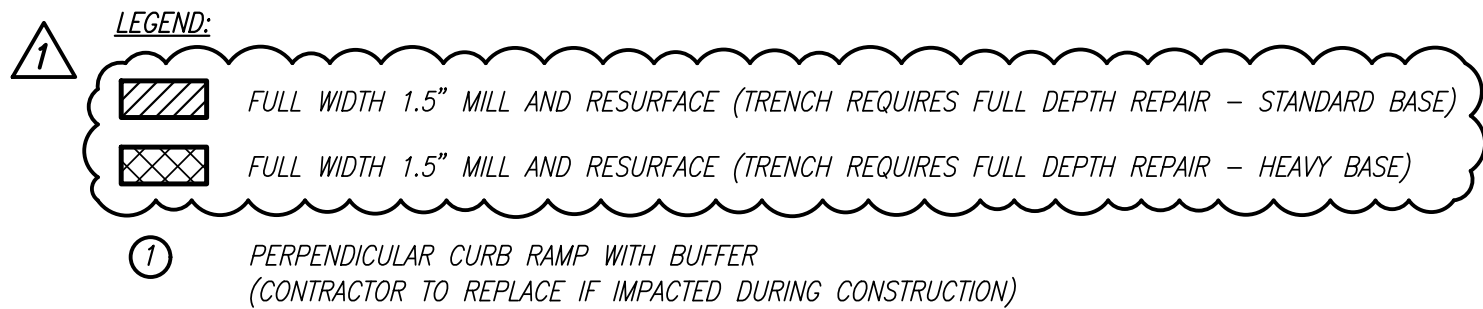 LEGEND:
1
FULL WIDTH 1.5" MILL AND RESURFACE (TRENCH REQUIRES FULL DEPTH REPAIR – STANDARD BASE)
FULL WIDTH 1.5" MILL AND RESURFACE (TRENCH REQUIRES FULL DEPTH REPAIR – HEAVY BASE)
1 PERPENDICULAR CURB RAMP WITH BUFFER
(CONTRACTOR TO REPLACE IF IMPACTED DURING CONSTRUCTION)